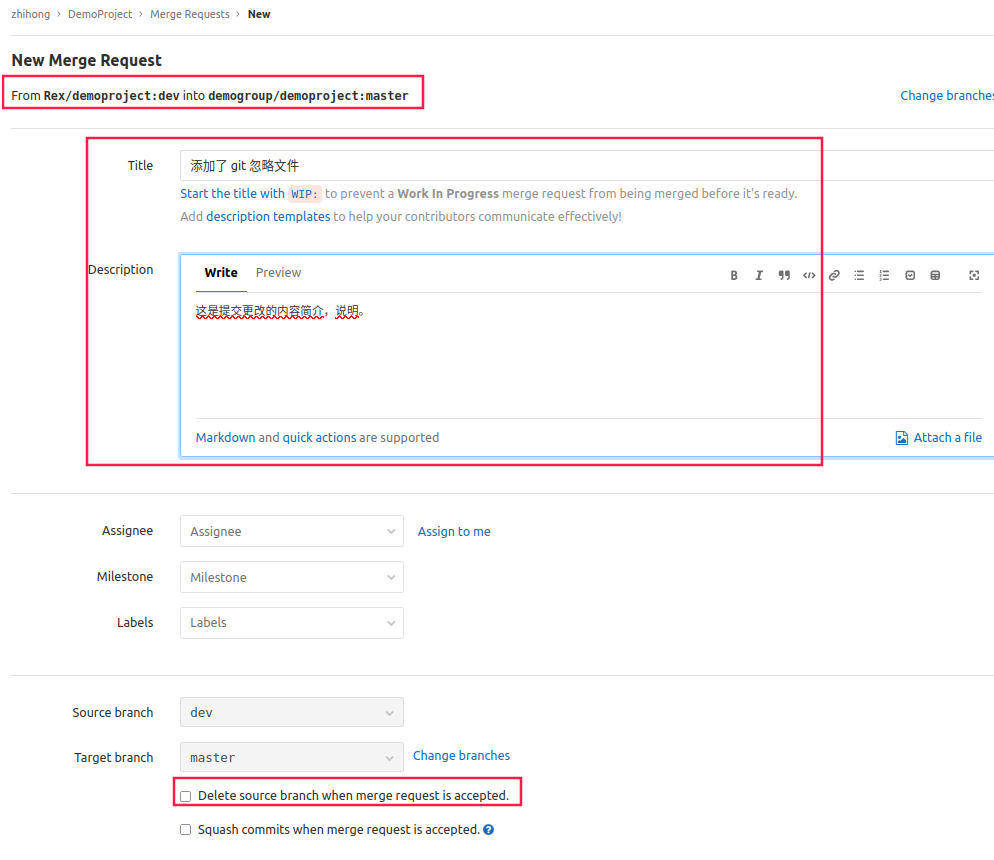 zhihong › DemoProject › Merge Requests › New
New Merge Request
From Rex/demoproject:dev into demogroup/demoproject:master
Change branches
Title
添加了 git 忽略文件
Start the title with WIP: to prevent a Work In Progress merge request from being merged before it's ready.
Add description templates to help your contributors communicate effectively!
Description
Write Preview
这是提交更改的内容简介，说明。
Markdown and quick actions are supported
Attach a file
Assignee
Assignee
Assign to me
Milestone
Milestone
Labels
Labels
Source branch
dev
Target branch
master
Change branches
Delete source branch when merge request is accepted.
Squash commits when merge request is accepted.